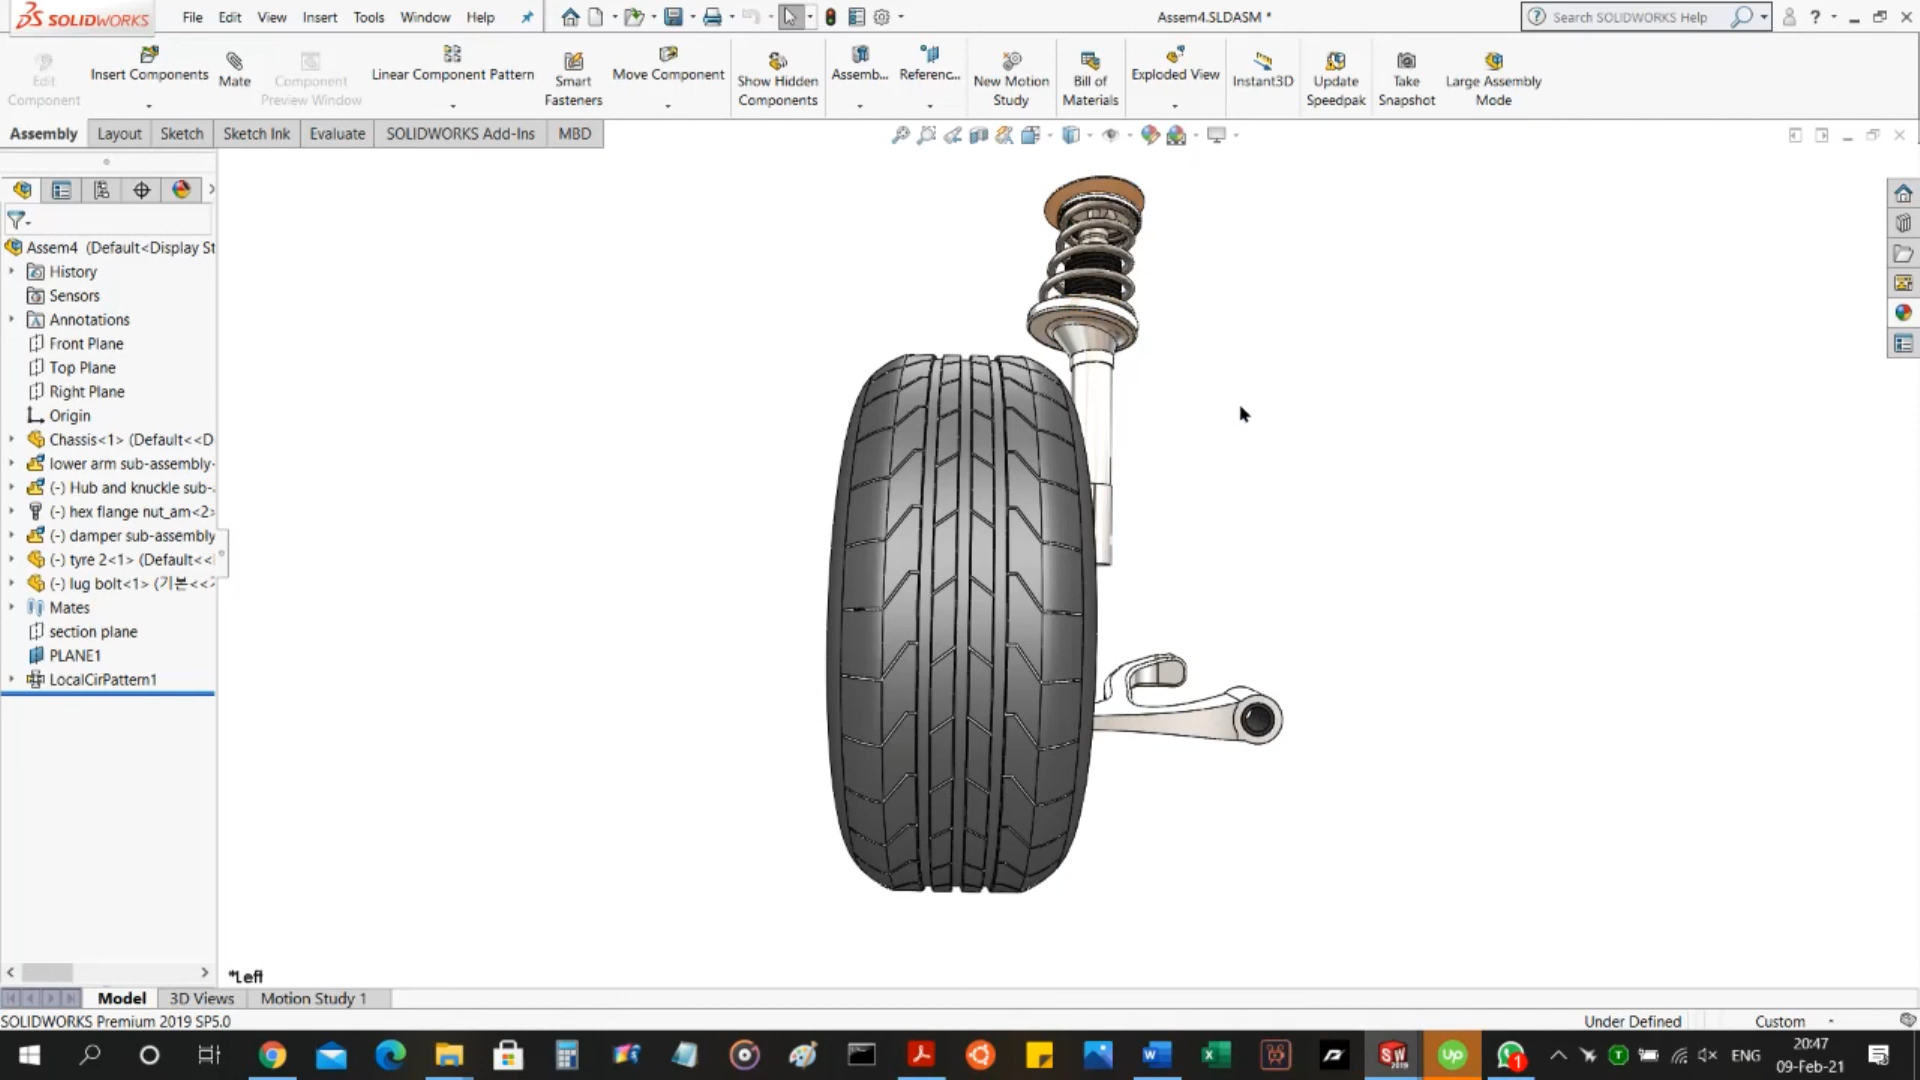 SOLIDWORKS File Edit View Insert Tools Window Help Assem4.SLDASM * Search SOLIDWORKS Help
Edit Component
Insert Components
Mate
Component Preview Window
Linear Component Pattern
Smart Fasteners
Move Component
Show Hidden Components
Assemb...
Referenc...
New Motion Study
Bill of Materials
Exploded View
Instant3D
Update Speedpak
Take Snapshot
Large Assembly Mode
Assembly Layout Sketch Sketch Ink Evaluate SOLIDWORKS Add-Ins MBD
Assem4 (Default<Display St
History
Sensors
Annotations
Front Plane
Top Plane
Right Plane
Origin
Chassis<1> (Default<<D
lower arm sub-assembly-
(-) Hub and knuckle sub-
(-) hex flange nut_am<2>
(-) damper sub-assembly
(-) tyre 2<1> (Default<<
(-) lug bolt<1> (기본<<
Mates
section plane
PLANE1
LocalCirPattern1
*Left
Model 3D Views Motion Study 1
SOLIDWORKS Premium 2019 SP5.0 Under Defined Custom
ENG
20:47
09-Feb-21